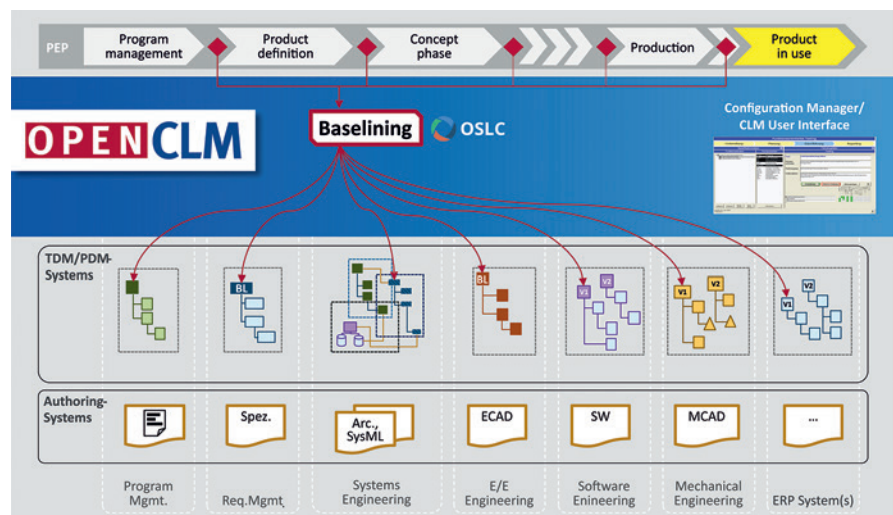 PEP
Program
management
Product
definition
Concept
phase
Production
Product
in use
OPENCLM
Baselining
OSLC
Configuration Manager/
CLM User Interface
TDM/PDM-
Systems
BL
BL
V1
V2
V1
V2
V1
V2
Authoring-
Systems
Spez.
Arc.,
SysML
ECAD
SW
MCAD
...
Program
Mgmt.
Req.Mgmt.
Systems
Engineering
E/E
Engineering
Software
Enineering
Mechanical
Engineering
ERP System(s)